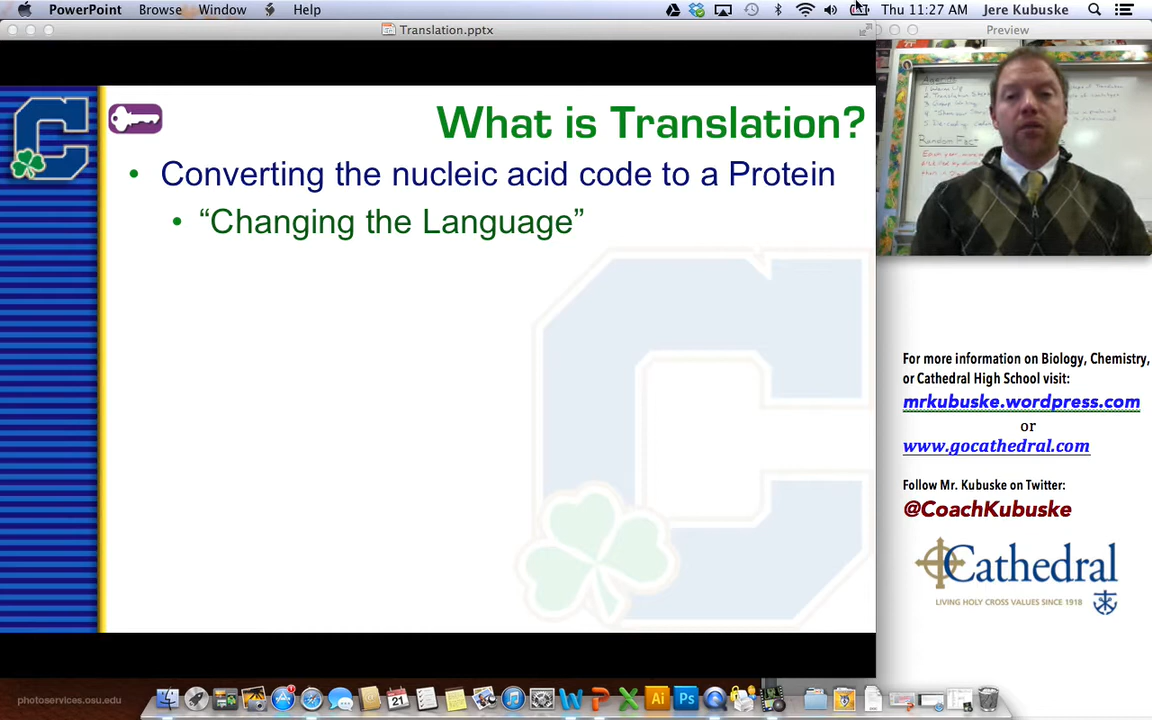 PowerPoint Browse Window Help Thu 11:27 AM Jere Kubuske
Translation.pptx
Preview
What is Translation?
• Converting the nucleic acid code to a Protein
• “Changing the Language”
Agenda
Random Fact
For more information on Biology, Chemistry,
or Cathedral High School visit:
mrkubuske.wordpress.com
or
www.gocathedral.com
Follow Mr. Kubuske on Twitter:
@CoachKubuske
Cathedral
LIVING HOLY CROSS VALUES SINCE 1918
photoservices.osu.edu